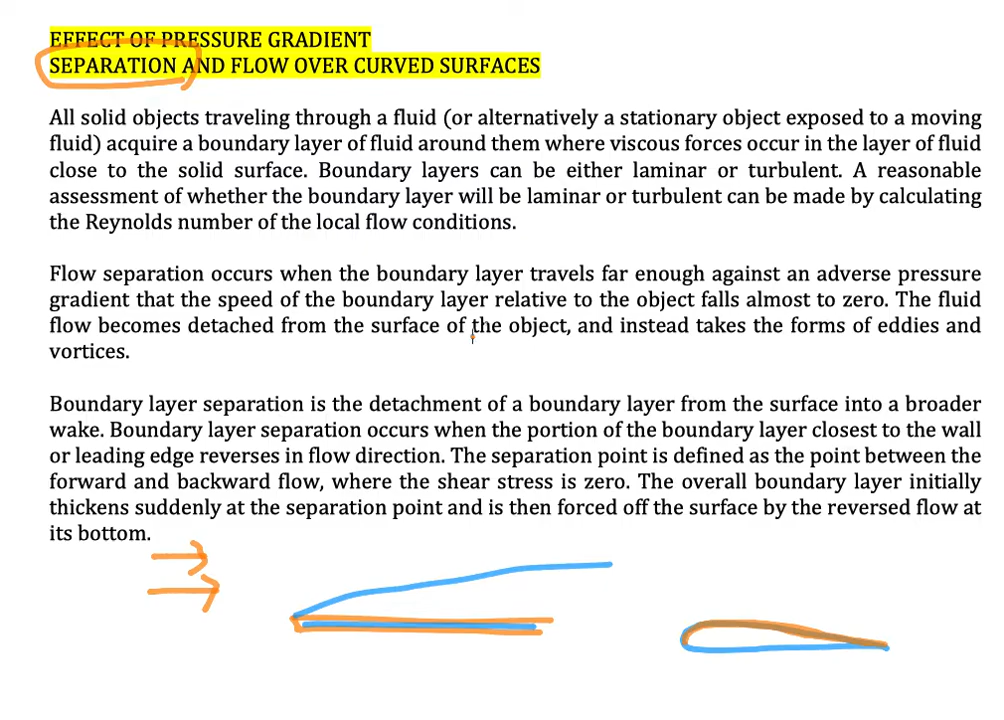 EFFECT OF PRESSURE GRADIENT
SEPARATION AND FLOW OVER CURVED SURFACES
All solid objects traveling through a fluid (or alternatively a stationary object exposed to a moving
fluid) acquire a boundary layer of fluid around them where viscous forces occur in the layer of fluid
close to the solid surface. Boundary layers can be either laminar or turbulent. A reasonable
assessment of whether the boundary layer will be laminar or turbulent can be made by calculating
the Reynolds number of the local flow conditions.
Flow separation occurs when the boundary layer travels far enough against an adverse pressure
gradient that the speed of the boundary layer relative to the object falls almost to zero. The fluid
flow becomes detached from the surface of the object, and instead takes the forms of eddies and
vortices.
Boundary layer separation is the detachment of a boundary layer from the surface into a broader
wake. Boundary layer separation occurs when the portion of the boundary layer closest to the wall
or leading edge reverses in flow direction. The separation point is defined as the point between the
forward and backward flow, where the shear stress is zero. The overall boundary layer initially
thickens suddenly at the separation point and is then forced off the surface by the reversed flow at
its bottom.